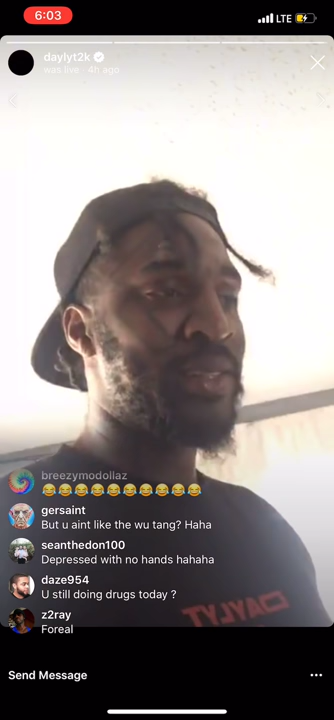 6:03
LTE
daylyt2k
was live · 4h ago
breezymodollaz
😂😂😂😂😂😂😂😂😂😂
gersaint
But u aint like the wu tang? Haha
seanthedon100
Depressed with no hands hahaha
daze954
U still doing drugs today ?
z2ray
Foreal
DAYLYT
Send Message